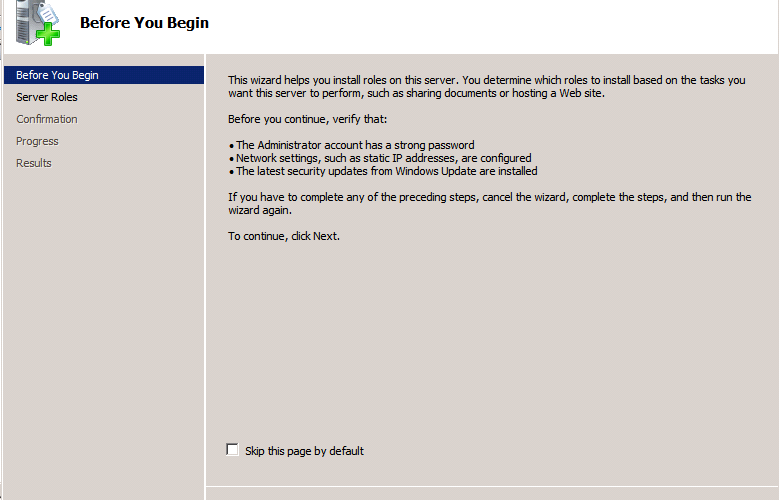 Before You Begin
Before You Begin
Server Roles
Confirmation
Progress
Results
This wizard helps you install roles on this server. You determine which roles to install based on the tasks you
want this server to perform, such as sharing documents or hosting a Web site.
Before you continue, verify that:
• The Administrator account has a strong password
• Network settings, such as static IP addresses, are configured
• The latest security updates from Windows Update are installed
If you have to complete any of the preceding steps, cancel the wizard, complete the steps, and then run the
wizard again.
To continue, click Next.
Skip this page by default